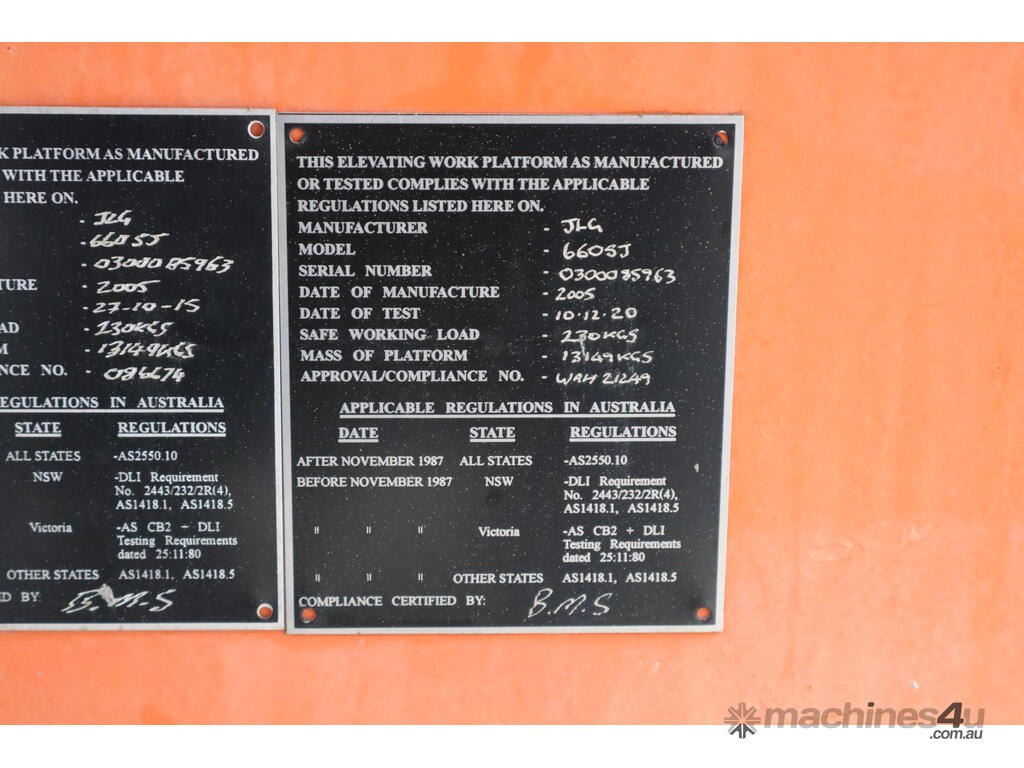 K PLATFORM AS MANUFACTURED
WITH THE APPLICABLE
HERE ON.
- JLG
- 660SJ
- 0300085963
TURE - 2005
- 27-10-15
AD - 230KGS
M - 13149KGS
NCE NO. - 086674
EGULATIONS IN AUSTRALIA
STATE REGULATIONS
ALL STATES -AS2550.10
NSW -DLI Requirement
No. 2443/232/2R(4),
AS1418.1, AS1418.5
Victoria -AS CB2 + DLI
Testing Requirements
dated 25:11:80
OTHER STATES AS1418.1, AS1418.5
ED BY: B.M.S
THIS ELEVATING WORK PLATFORM AS MANUFACTURED
OR TESTED COMPLIES WITH THE APPLICABLE
REGULATIONS LISTED HERE ON.
MANUFACTURER - JLG
MODEL - 660SJ
SERIAL NUMBER - 0300085963
DATE OF MANUFACTURE - 2005
DATE OF TEST - 10.12.20
SAFE WORKING LOAD - 230KGS
MASS OF PLATFORM - 13149KGS
APPROVAL/COMPLIANCE NO. - WAH 21249
APPLICABLE REGULATIONS IN AUSTRALIA
DATE STATE REGULATIONS
AFTER NOVEMBER 1987 ALL STATES -AS2550.10
BEFORE NOVEMBER 1987 NSW -DLI Requirement
No. 2443/232/2R(4),
AS1418.1, AS1418.5
" " " Victoria -AS CB2 + DLI
Testing Requirements
dated 25:11:80
" " " OTHER STATES AS1418.1, AS1418.5
COMPLIANCE CERTIFIED BY: B.M.S
machines4u
.com.au